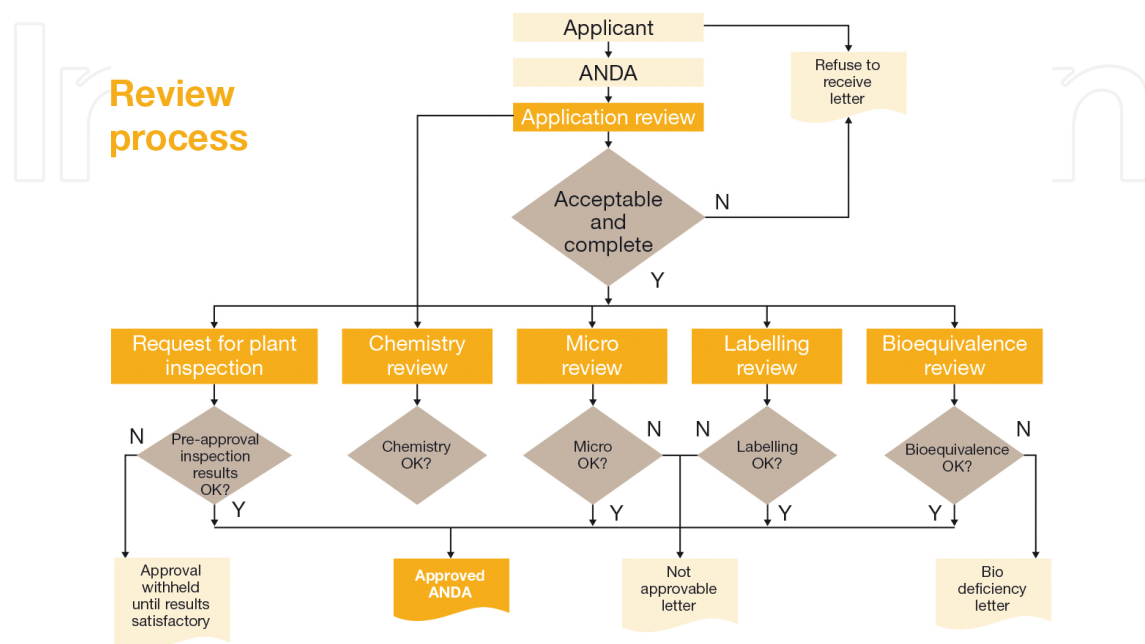 Review
process
Applicant
ANDA
Application review
Refuse to
receive
letter
Acceptable
and
complete
N
Y
Request for plant
inspection
Chemistry
review
Micro
review
Labelling
review
Bioequivalence
review
N
Pre-approval
inspection
results
OK?
Y
Chemistry
OK?
Micro
OK?
N
Y
N
Labelling
OK?
Y
Bioequivalence
OK?
N
Y
Approval
withheld
until results
satisfactory
Approved
ANDA
Not
approvable
letter
Bio
deficiency
letter